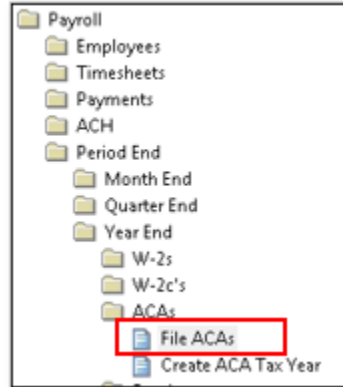 Payroll
Employees
Timesheets
Payments
ACH
Period End
Month End
Quarter End
Year End
W-2s
W-2c's
ACAs
File ACAs
Create ACA Tax Year